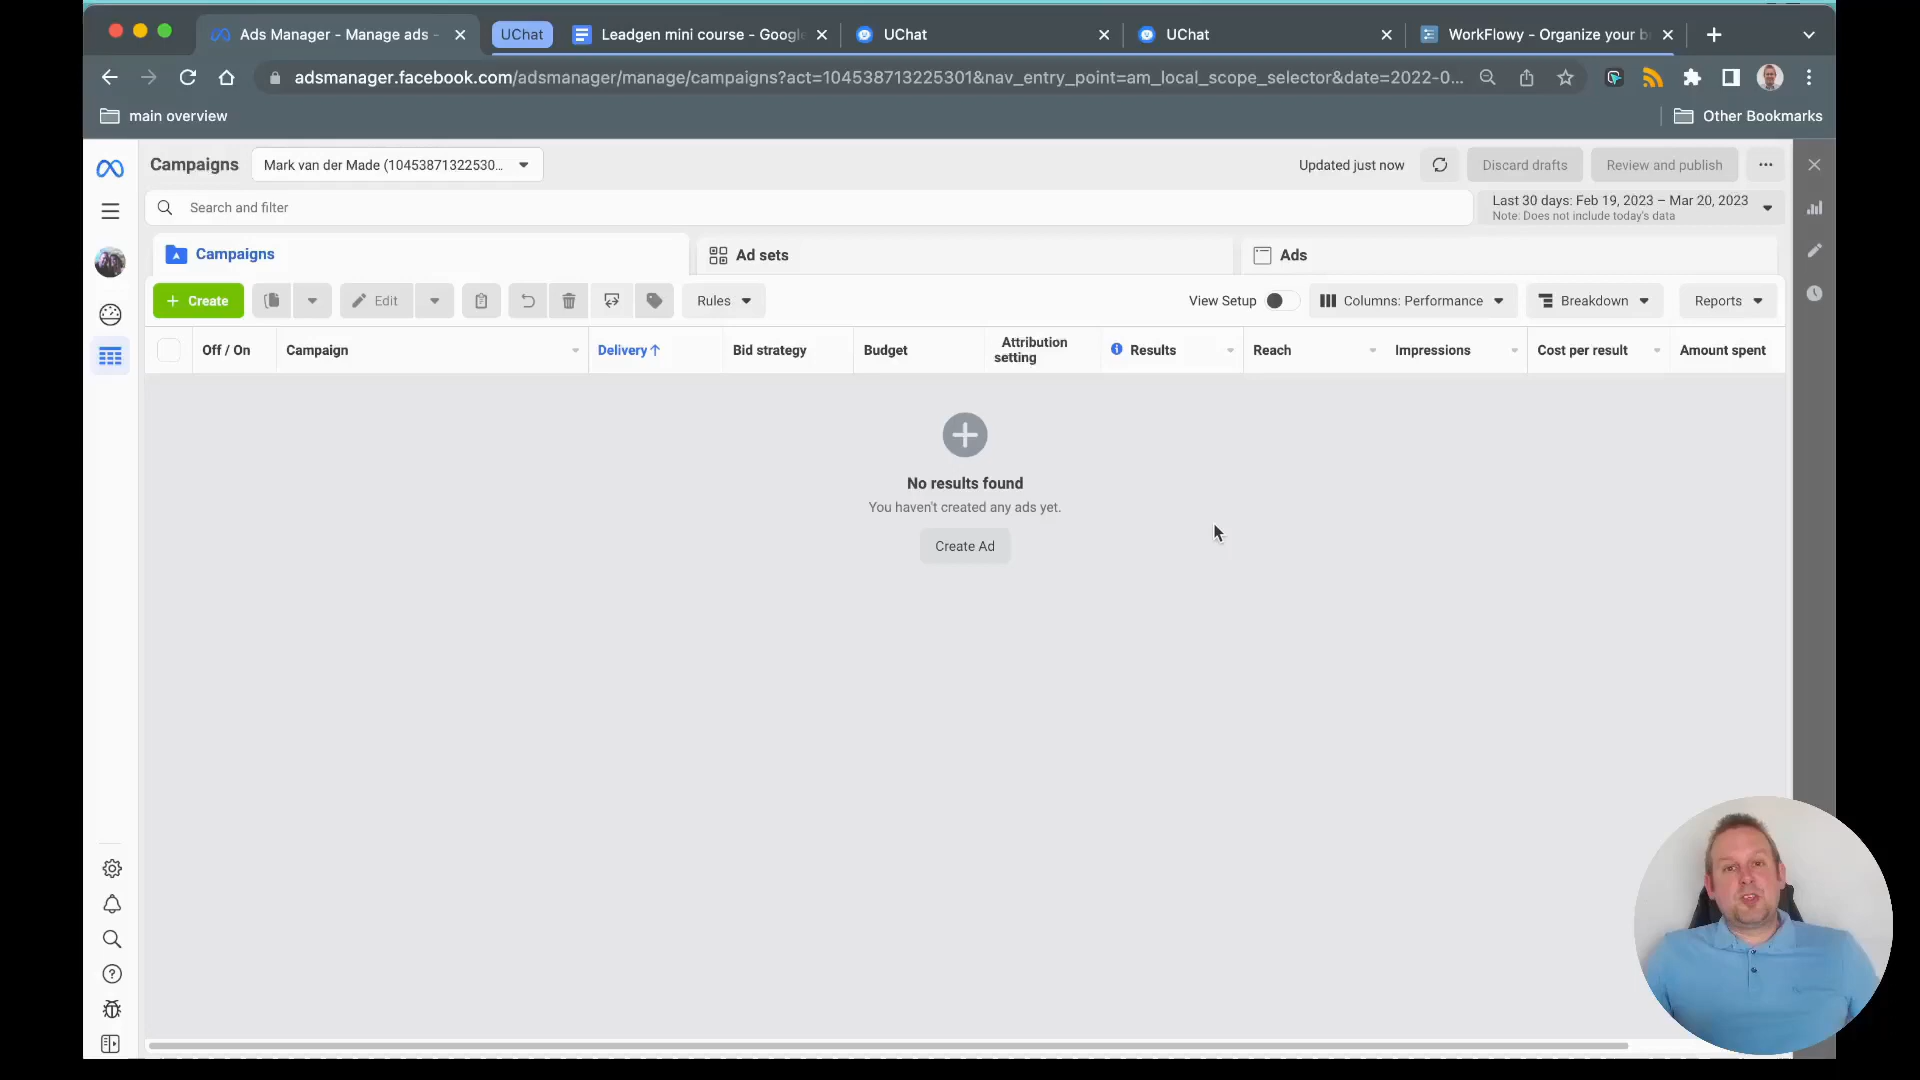 Ads Manager - Manage ads -
UChat
Leadgen mini course - Google
UChat
UChat
WorkFlowy - Organize your b
adsmanager.facebook.com/adsmanager/manage/campaigns?act=104538713225301&nav_entry_point=am_local_scope_selector&date=2022-0...
main overview
Other Bookmarks
Campaigns
Mark van der Made (10453871322530...
Updated just now
Discard drafts
Review and publish
Search and filter
Last 30 days: Feb 19, 2023 – Mar 20, 2023
Note: Does not include today's data
Campaigns
Ad sets
Ads
+ Create
Edit
Rules
View Setup
Columns: Performance
Breakdown
Reports
Off / On
Campaign
Delivery↑
Bid strategy
Budget
Attribution
setting
Results
Reach
Impressions
Cost per result
Amount spent
No results found
You haven't created any ads yet.
Create Ad